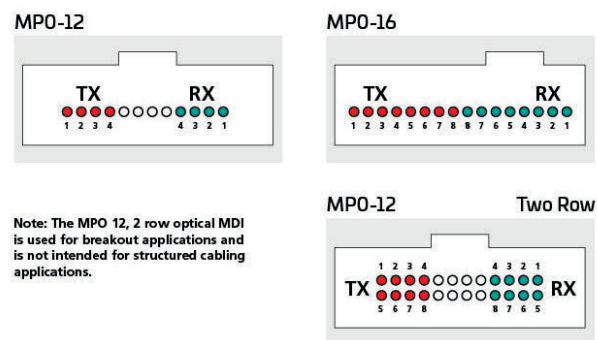 MPO-12
TX RX
1 2 3 4 4 3 2 1
MPO-16
TX RX
1 2 3 4 5 6 7 8 8 7 6 5 4 3 2 1
Note: The MPO 12, 2 row optical MDI
is used for breakout applications and
is not intended for structured cabling
applications.
MPO-12 Two Row
1 2 3 4 4 3 2 1
TX RX
5 6 7 8 8 7 6 5